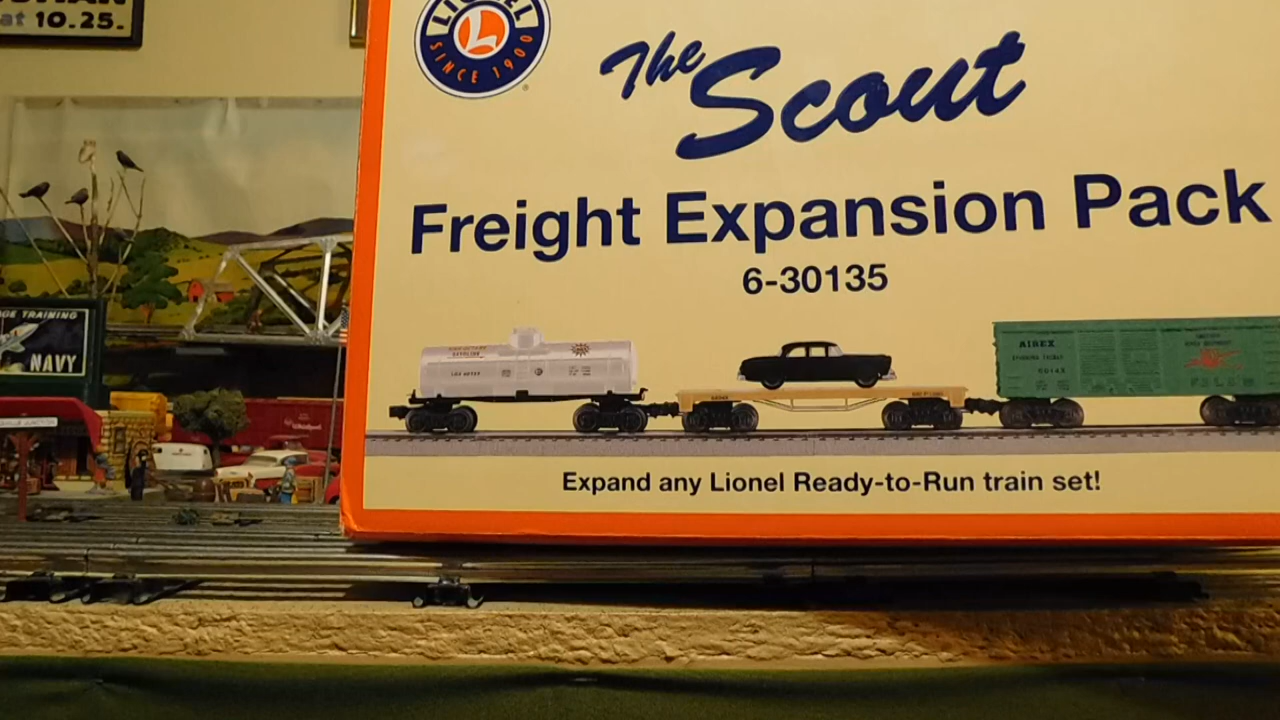 at 10.25.
LIONEL
SINCE 1900
The Scout
Freight Expansion Pack
6-30135
AIREX
Expand any Lionel Ready-to-Run train set!
TRAINING
NAVY